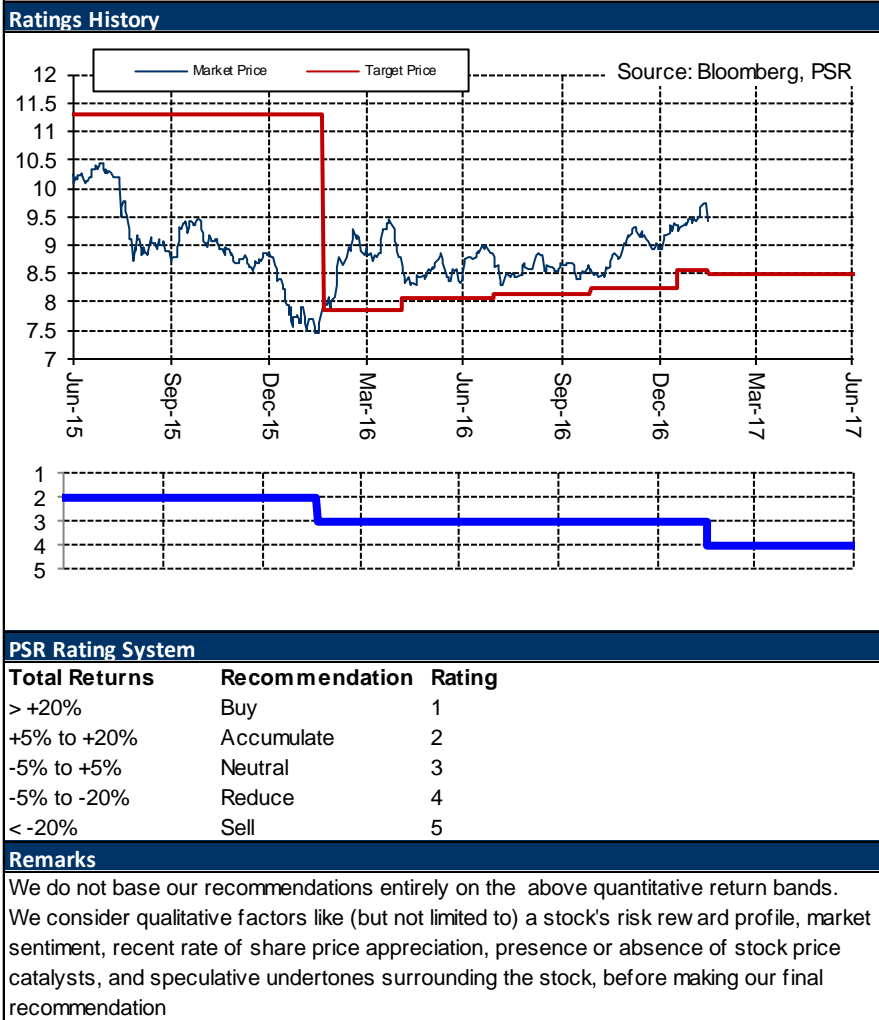 Ratings History
Market Price Target Price
Source: Bloomberg, PSR
12
11.5
11
10.5
10
9.5
9
8.5
8
7.5
7
Jun-15 Sep-15 Dec-15 Mar-16 Jun-16 Sep-16 Dec-16 Mar-17 Jun-17
1
2
3
4
5
PSR Rating System
Total Returns Recommendation Rating
> +20% Buy 1
+5% to +20% Accumulate 2
-5% to +5% Neutral 3
-5% to -20% Reduce 4
< -20% Sell 5
Remarks
We do not base our recommendations entirely on the above quantitative return bands.
We consider qualitative factors like (but not limited to) a stock's risk reward profile, market
sentiment, recent rate of share price appreciation, presence or absence of stock price
catalysts, and speculative undertones surrounding the stock, before making our final
recommendation